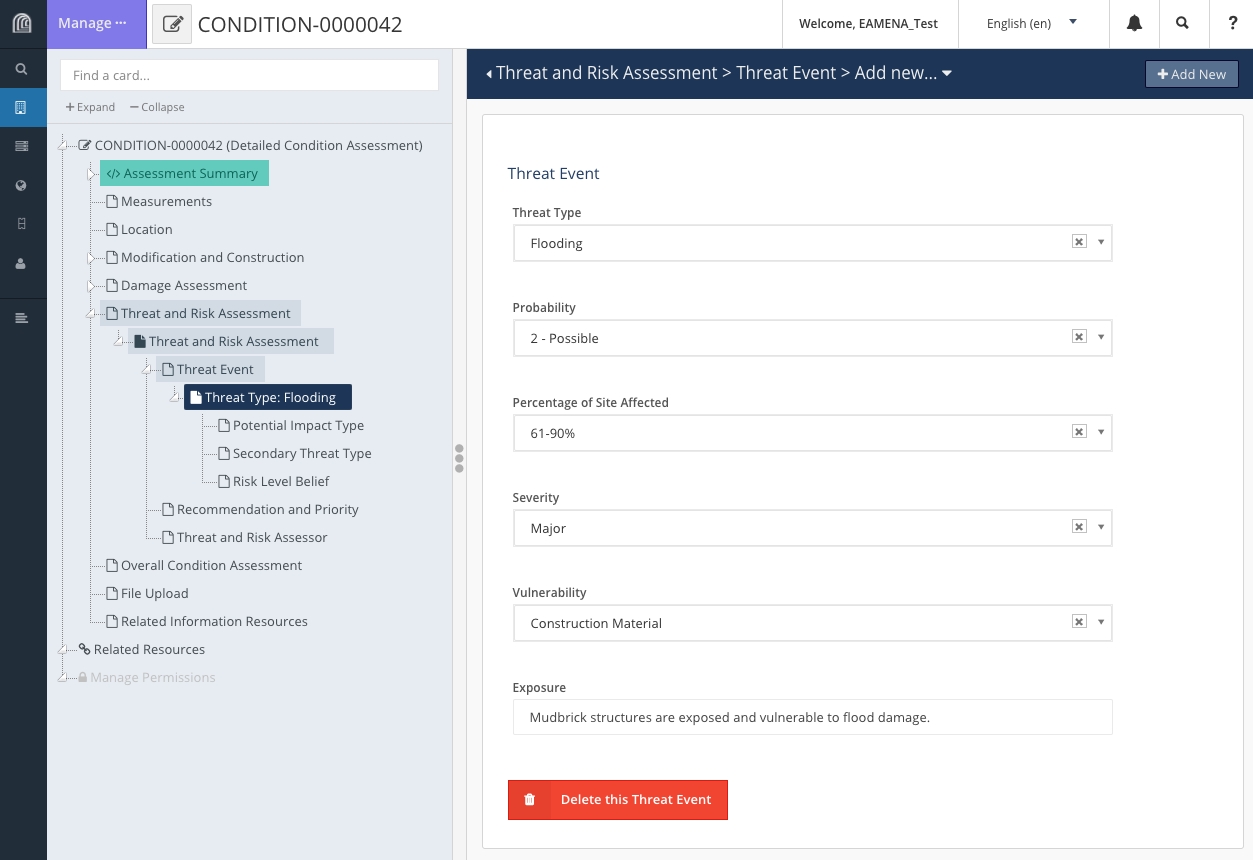 Manage ...
CONDITION-0000042
Welcome, EAMENA_Test
English (en)
?
Find a card...
+ Expand
− Collapse
CONDITION-0000042 (Detailed Condition Assessment)
</> Assessment Summary
Measurements
Location
Modification and Construction
Damage Assessment
Threat and Risk Assessment
Threat and Risk Assessment
Threat Event
Threat Type: Flooding
Potential Impact Type
Secondary Threat Type
Risk Level Belief
Recommendation and Priority
Threat and Risk Assessor
Overall Condition Assessment
File Upload
Related Information Resources
Related Resources
Manage Permissions
Threat and Risk Assessment > Threat Event > Add new...
+ Add New
Threat Event
Threat Type
Flooding
Probability
2 - Possible
Percentage of Site Affected
61-90%
Severity
Major
Vulnerability
Construction Material
Exposure
Mudbrick structures are exposed and vulnerable to flood damage.
Delete this Threat Event